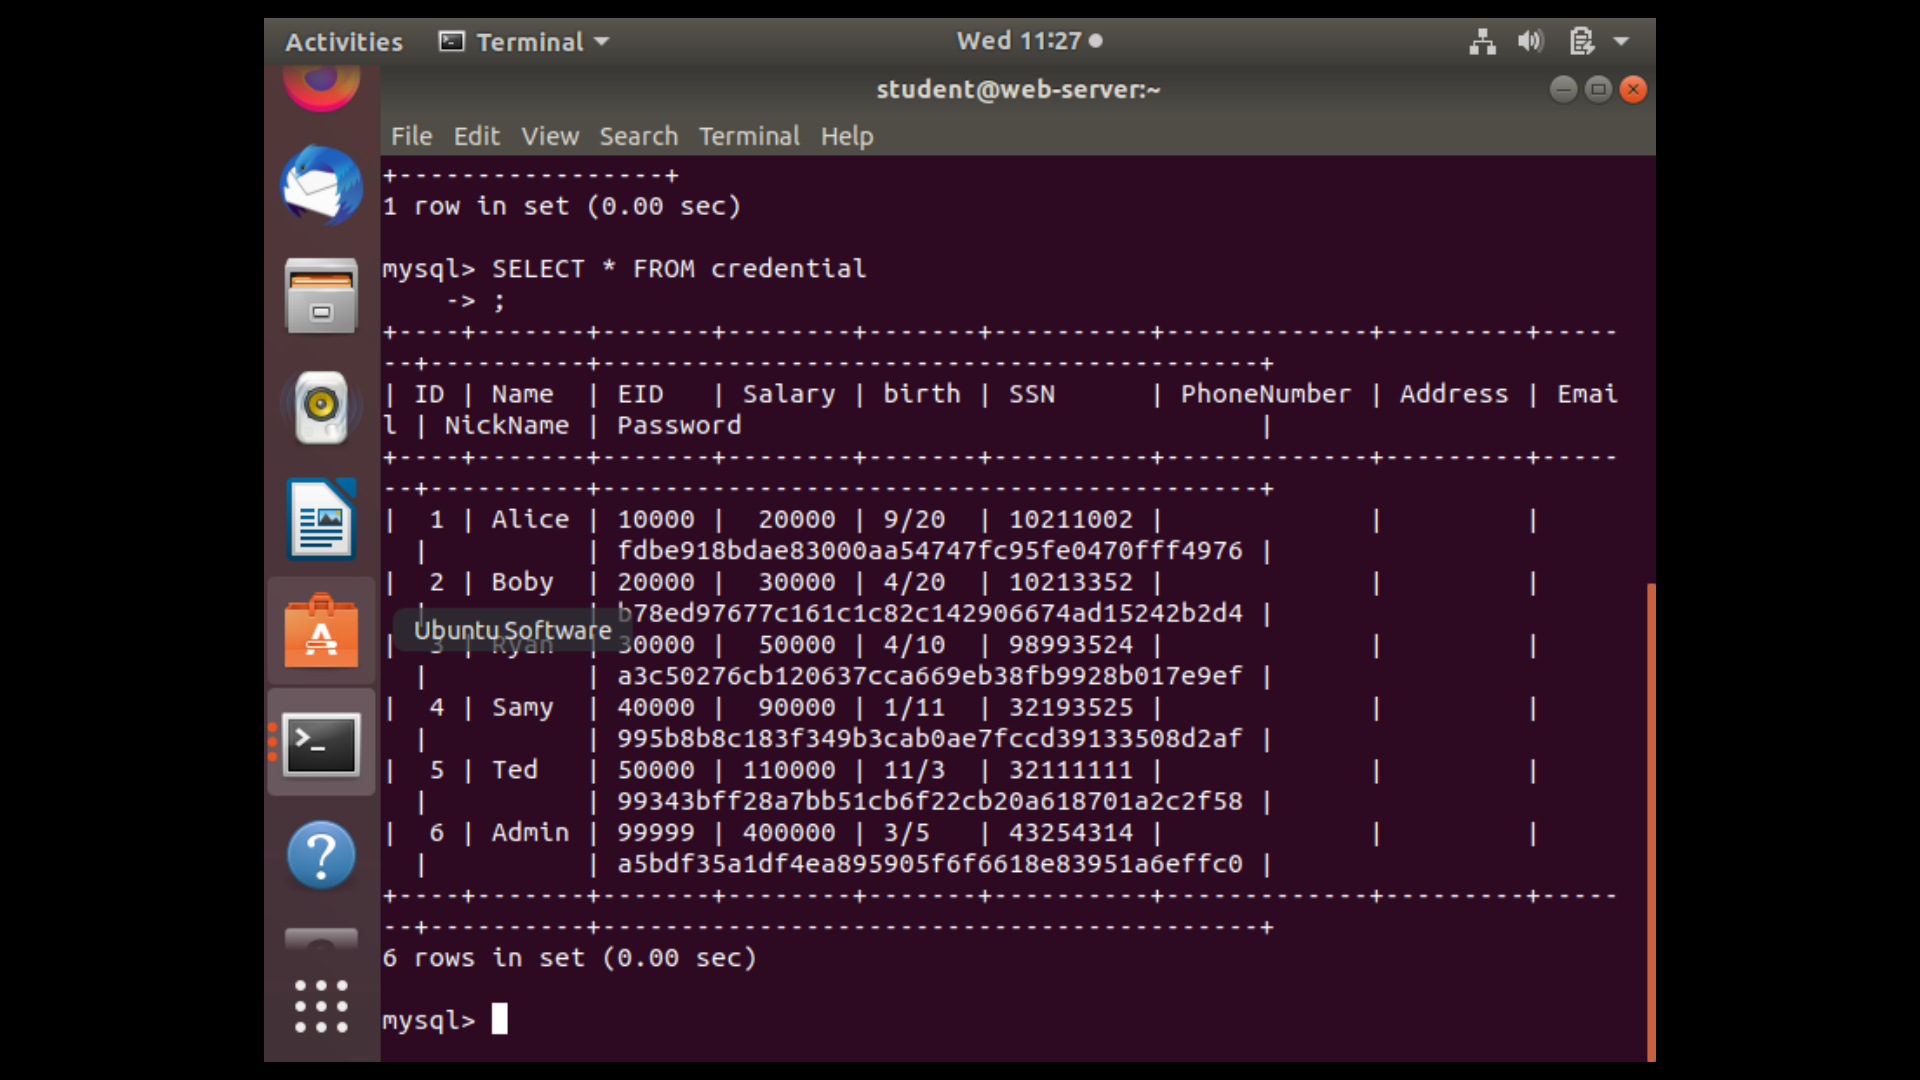 Activities Terminal Wed 11:27
student@web-server:~
File Edit View Search Terminal Help
+-----------------+
1 row in set (0.00 sec)
mysql> SELECT * FROM credential
    -> ;
+----+-------+-------+--------+-------+----------+-------------+---------+-----
--+----------+------------------------------------------+
| ID | Name  | EID   | Salary | birth | SSN      | PhoneNumber | Address | Emai
l | NickName | Password                                 |
+----+-------+-------+--------+-------+----------+-------------+---------+-----
--+----------+------------------------------------------+
|  1 | Alice | 10000 |  20000 | 9/20  | 10211002 |             |         |
  |          | fdbe918bdae83000aa54747fc95fe0470fff4976 |
|  2 | Boby  | 20000 |  30000 | 4/20  | 10213352 |             |         |
  |          | b78ed97677c161c1c82c142906674ad15242b2d4 |
Ubuntu Software
|  3 | Ryan  | 30000 |  50000 | 4/10  | 98993524 |             |         |
  |          | a3c50276cb120637cca669eb38fb9928b017e9ef |
|  4 | Samy  | 40000 |  90000 | 1/11  | 32193525 |             |         |
  |          | 995b8b8c183f349b3cab0ae7fccd39133508d2af |
|  5 | Ted   | 50000 | 110000 | 11/3  | 32111111 |             |         |
  |          | 99343bff28a7bb51cb6f22cb20a618701a2c2f58 |
|  6 | Admin | 99999 | 400000 | 3/5   | 43254314 |             |         |
  |          | a5bdf35a1df4ea895905f6f6618e83951a6effc0 |
+----+-------+-------+--------+-------+----------+-------------+---------+-----
--+----------+------------------------------------------+
6 rows in set (0.00 sec)
mysql>